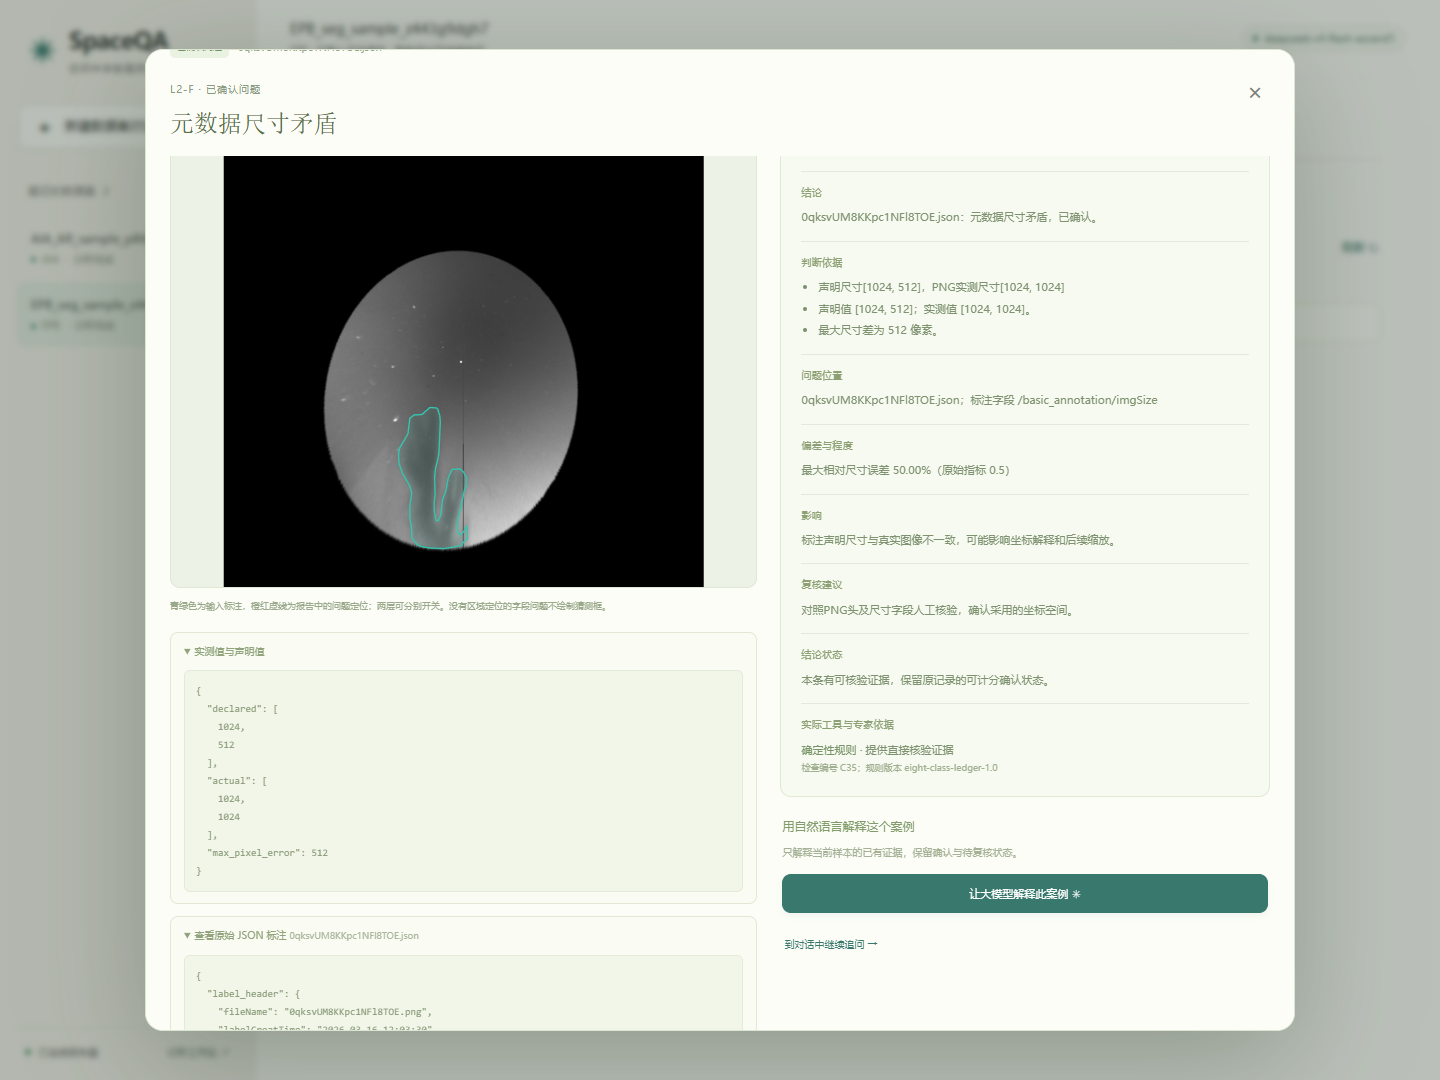 SpaceQA
EPB_seg_sample_z441g5dgh7
L2-F · 已确认问题
元数据尺寸矛盾
×
青绿色为输入标注，橙红虚线为报告中的问题定位；两层可分别开关。没有区域定位的字段问题不绘制猜测框。
▼ 实测值与声明值
{
"declared": [
1024,
512
],
"actual": [
1024,
1024
],
"max_pixel_error": 512
}
▼ 查看原始 JSON 标注 0qksvUM8KKpc1NFl8TOE.json
{
"label_header": {
"fileName": "0qksvUM8KKpc1NFl8TOE.png",
"labelCreatTime": "2026-03-16 12:03:30"
结论
0qksvUM8KKpc1NFl8TOE.json：元数据尺寸矛盾，已确认。
判断依据
• 声明尺寸[1024, 512]，PNG实测尺寸[1024, 1024]
• 声明值 [1024, 512]；实测值 [1024, 1024]。
• 最大尺寸差为 512 像素。
问题位置
0qksvUM8KKpc1NFl8TOE.json；标注字段 /basic_annotation/imgSize
偏差与程度
最大相对尺寸误差 50.00%（原始指标 0.5）
影响
标注声明尺寸与真实图像不一致，可能影响坐标解释和后续缩放。
复核建议
对照PNG头及尺寸字段人工核验，确认采用的坐标空间。
结论状态
本条有可核验证据，保留原记录的可计分确认状态。
实际工具与专家依据
确定性规则 · 提供直接核验证据
检查编号 C35；规则版本 eight-class-ledger-1.0
用自然语言解释这个案例
只解释当前样本的已有证据，保留确认与待复核状态。
让大模型解释此案例 ✳
到对话中继续追问 →